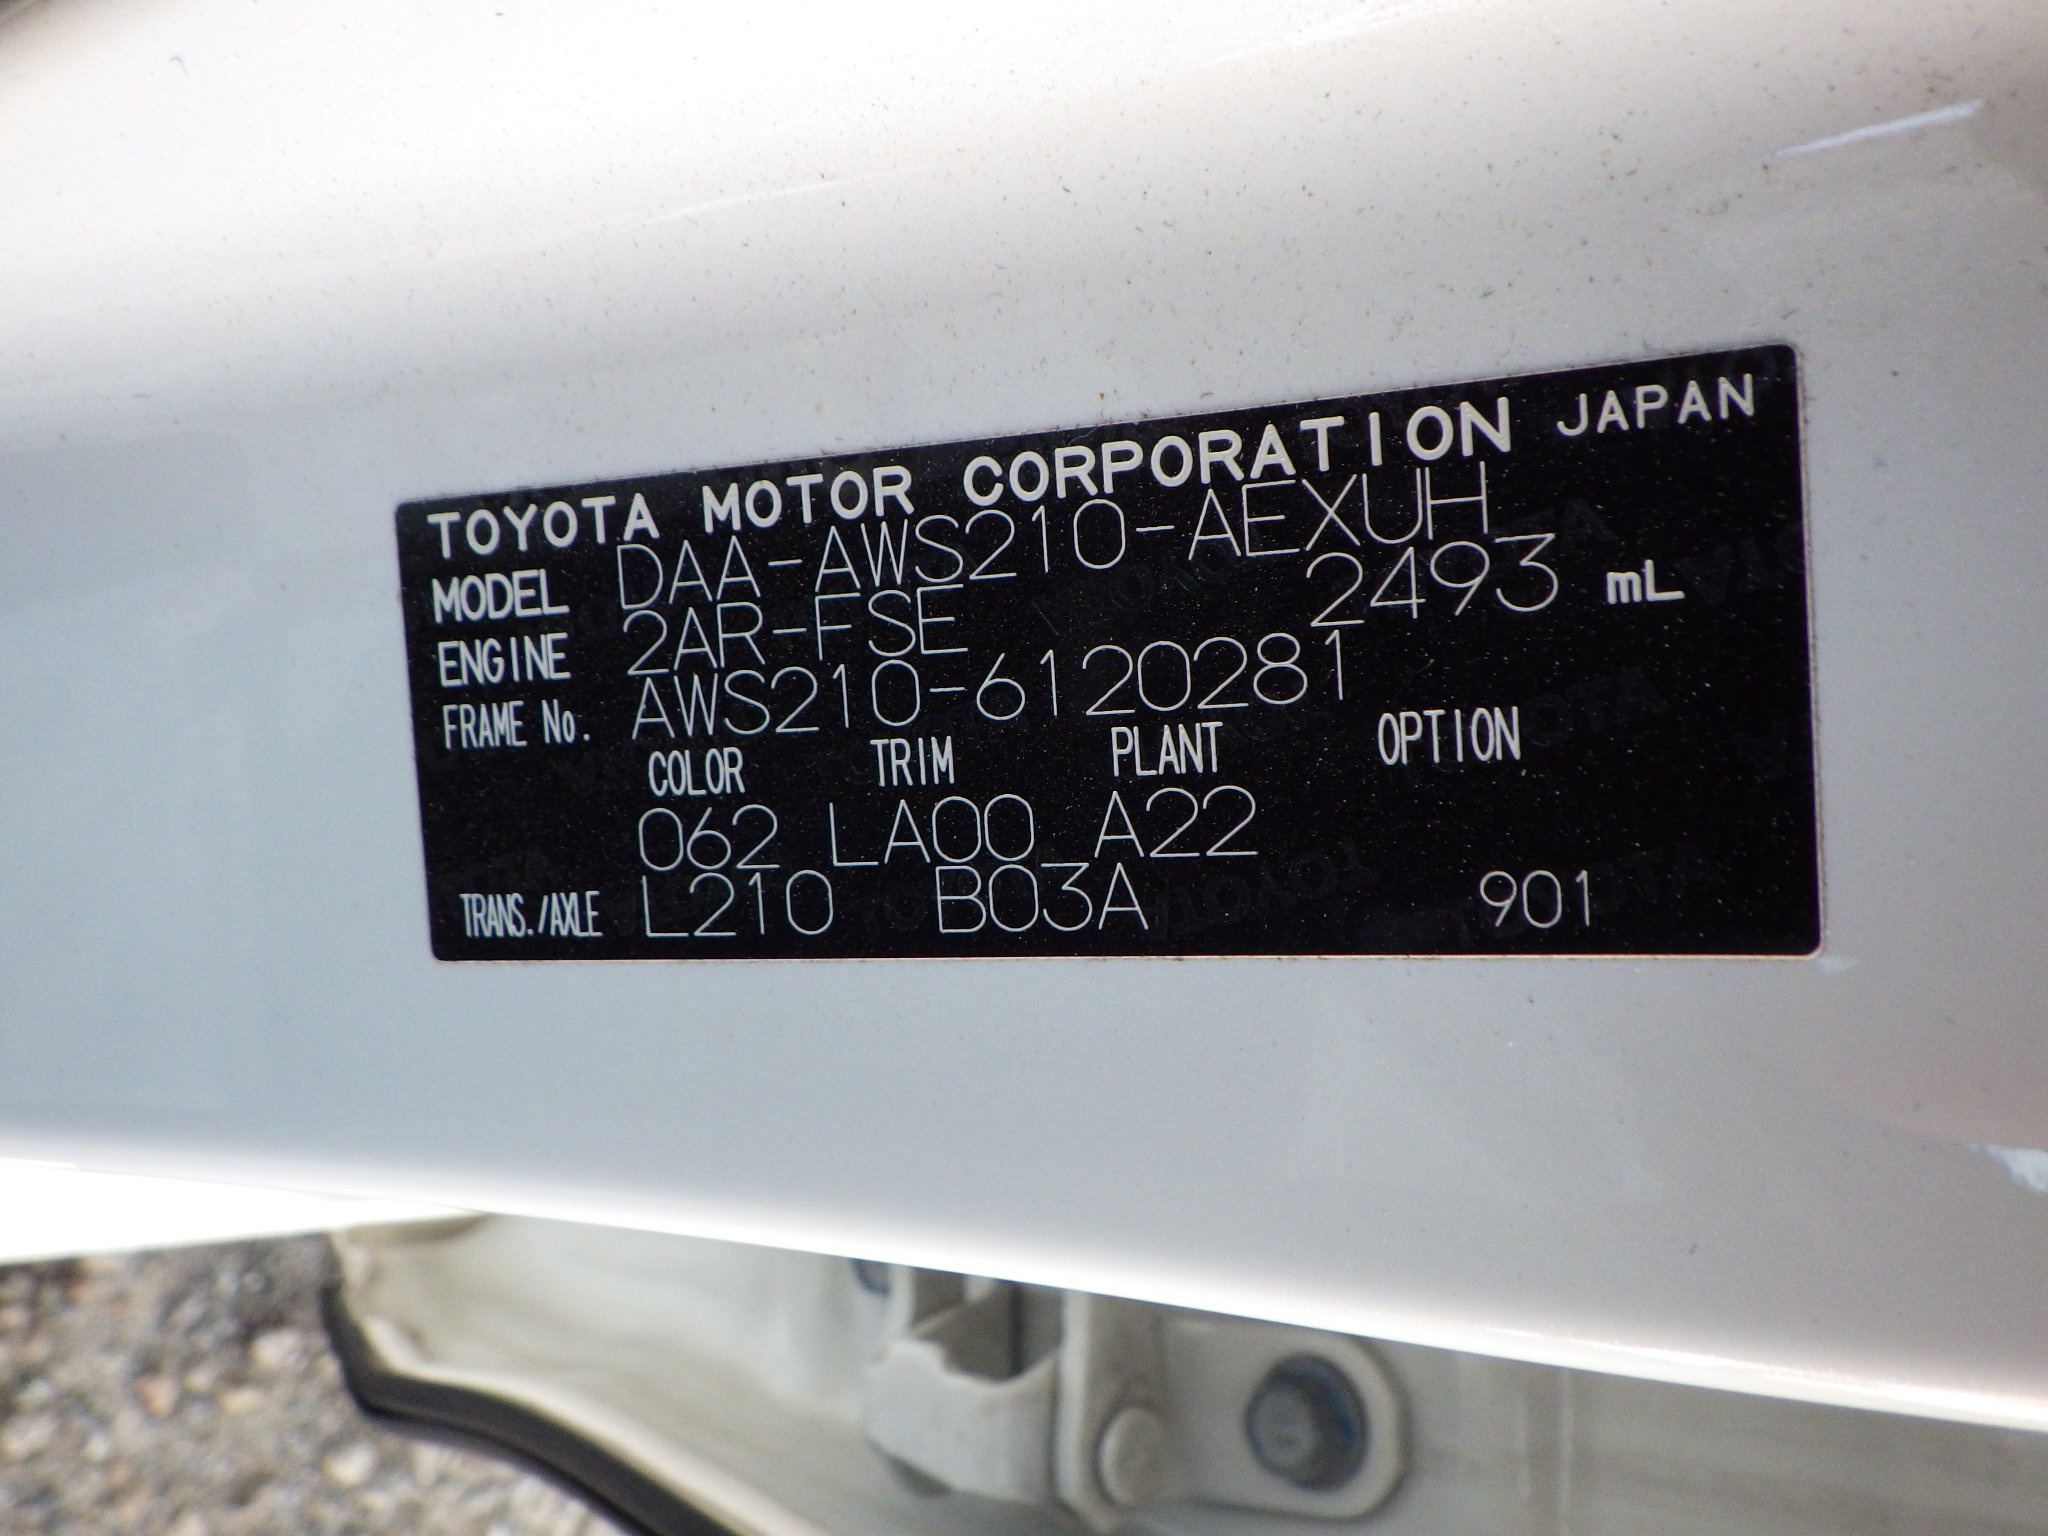 TOYOTA MOTOR CORPORATION JAPAN
MODEL DAA-AWS210-AEXUH
ENGINE 2AR-FSE 2493 mL
FRAME No. AWS210-6120281
COLOR TRIM PLANT OPTION
062 LA00 A22
TRANS./AXLE L210 B03A 901